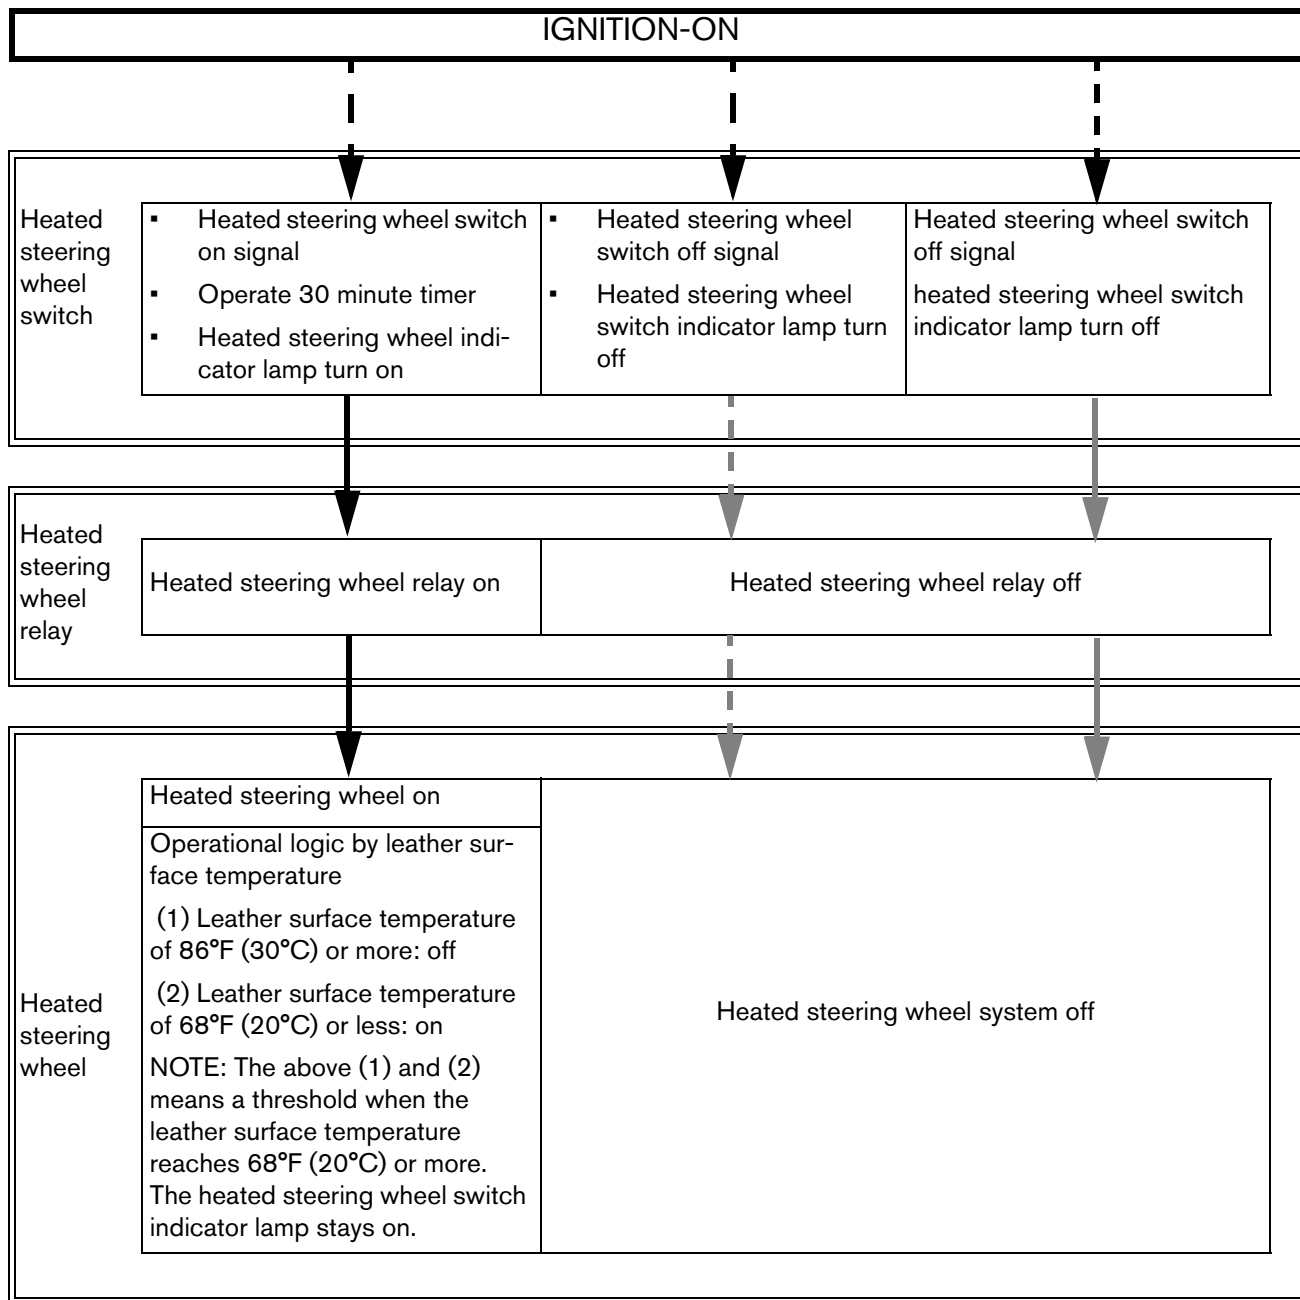 IGNITION-ON
Heated
steering
wheel
switch
▪ Heated steering wheel switch
on signal
▪ Operate 30 minute timer
▪ Heated steering wheel indi-
cator lamp turn on
▪ Heated steering wheel
switch off signal
▪ Heated steering wheel
switch indicator lamp turn
off
Heated steering wheel switch
off signal
heated steering wheel switch
indicator lamp turn off
Heated
steering
wheel
relay
Heated steering wheel relay on
Heated steering wheel relay off
Heated
steering
wheel
Heated steering wheel on
Operational logic by leather sur-
face temperature
(1) Leather surface temperature
of 86°F (30°C) or more: off
(2) Leather surface temperature
of 68°F (20°C) or less: on
NOTE: The above (1) and (2)
means a threshold when the
leather surface temperature
reaches 68°F (20°C) or more.
The heated steering wheel switch
indicator lamp stays on.
Heated steering wheel system off